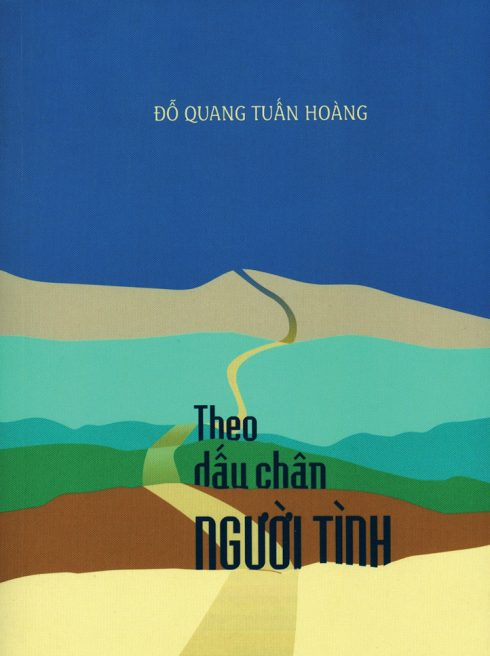 ĐỖ QUANG TUẤN HOÀNG
Theo
dấu chân
NGƯỜI TÌNH